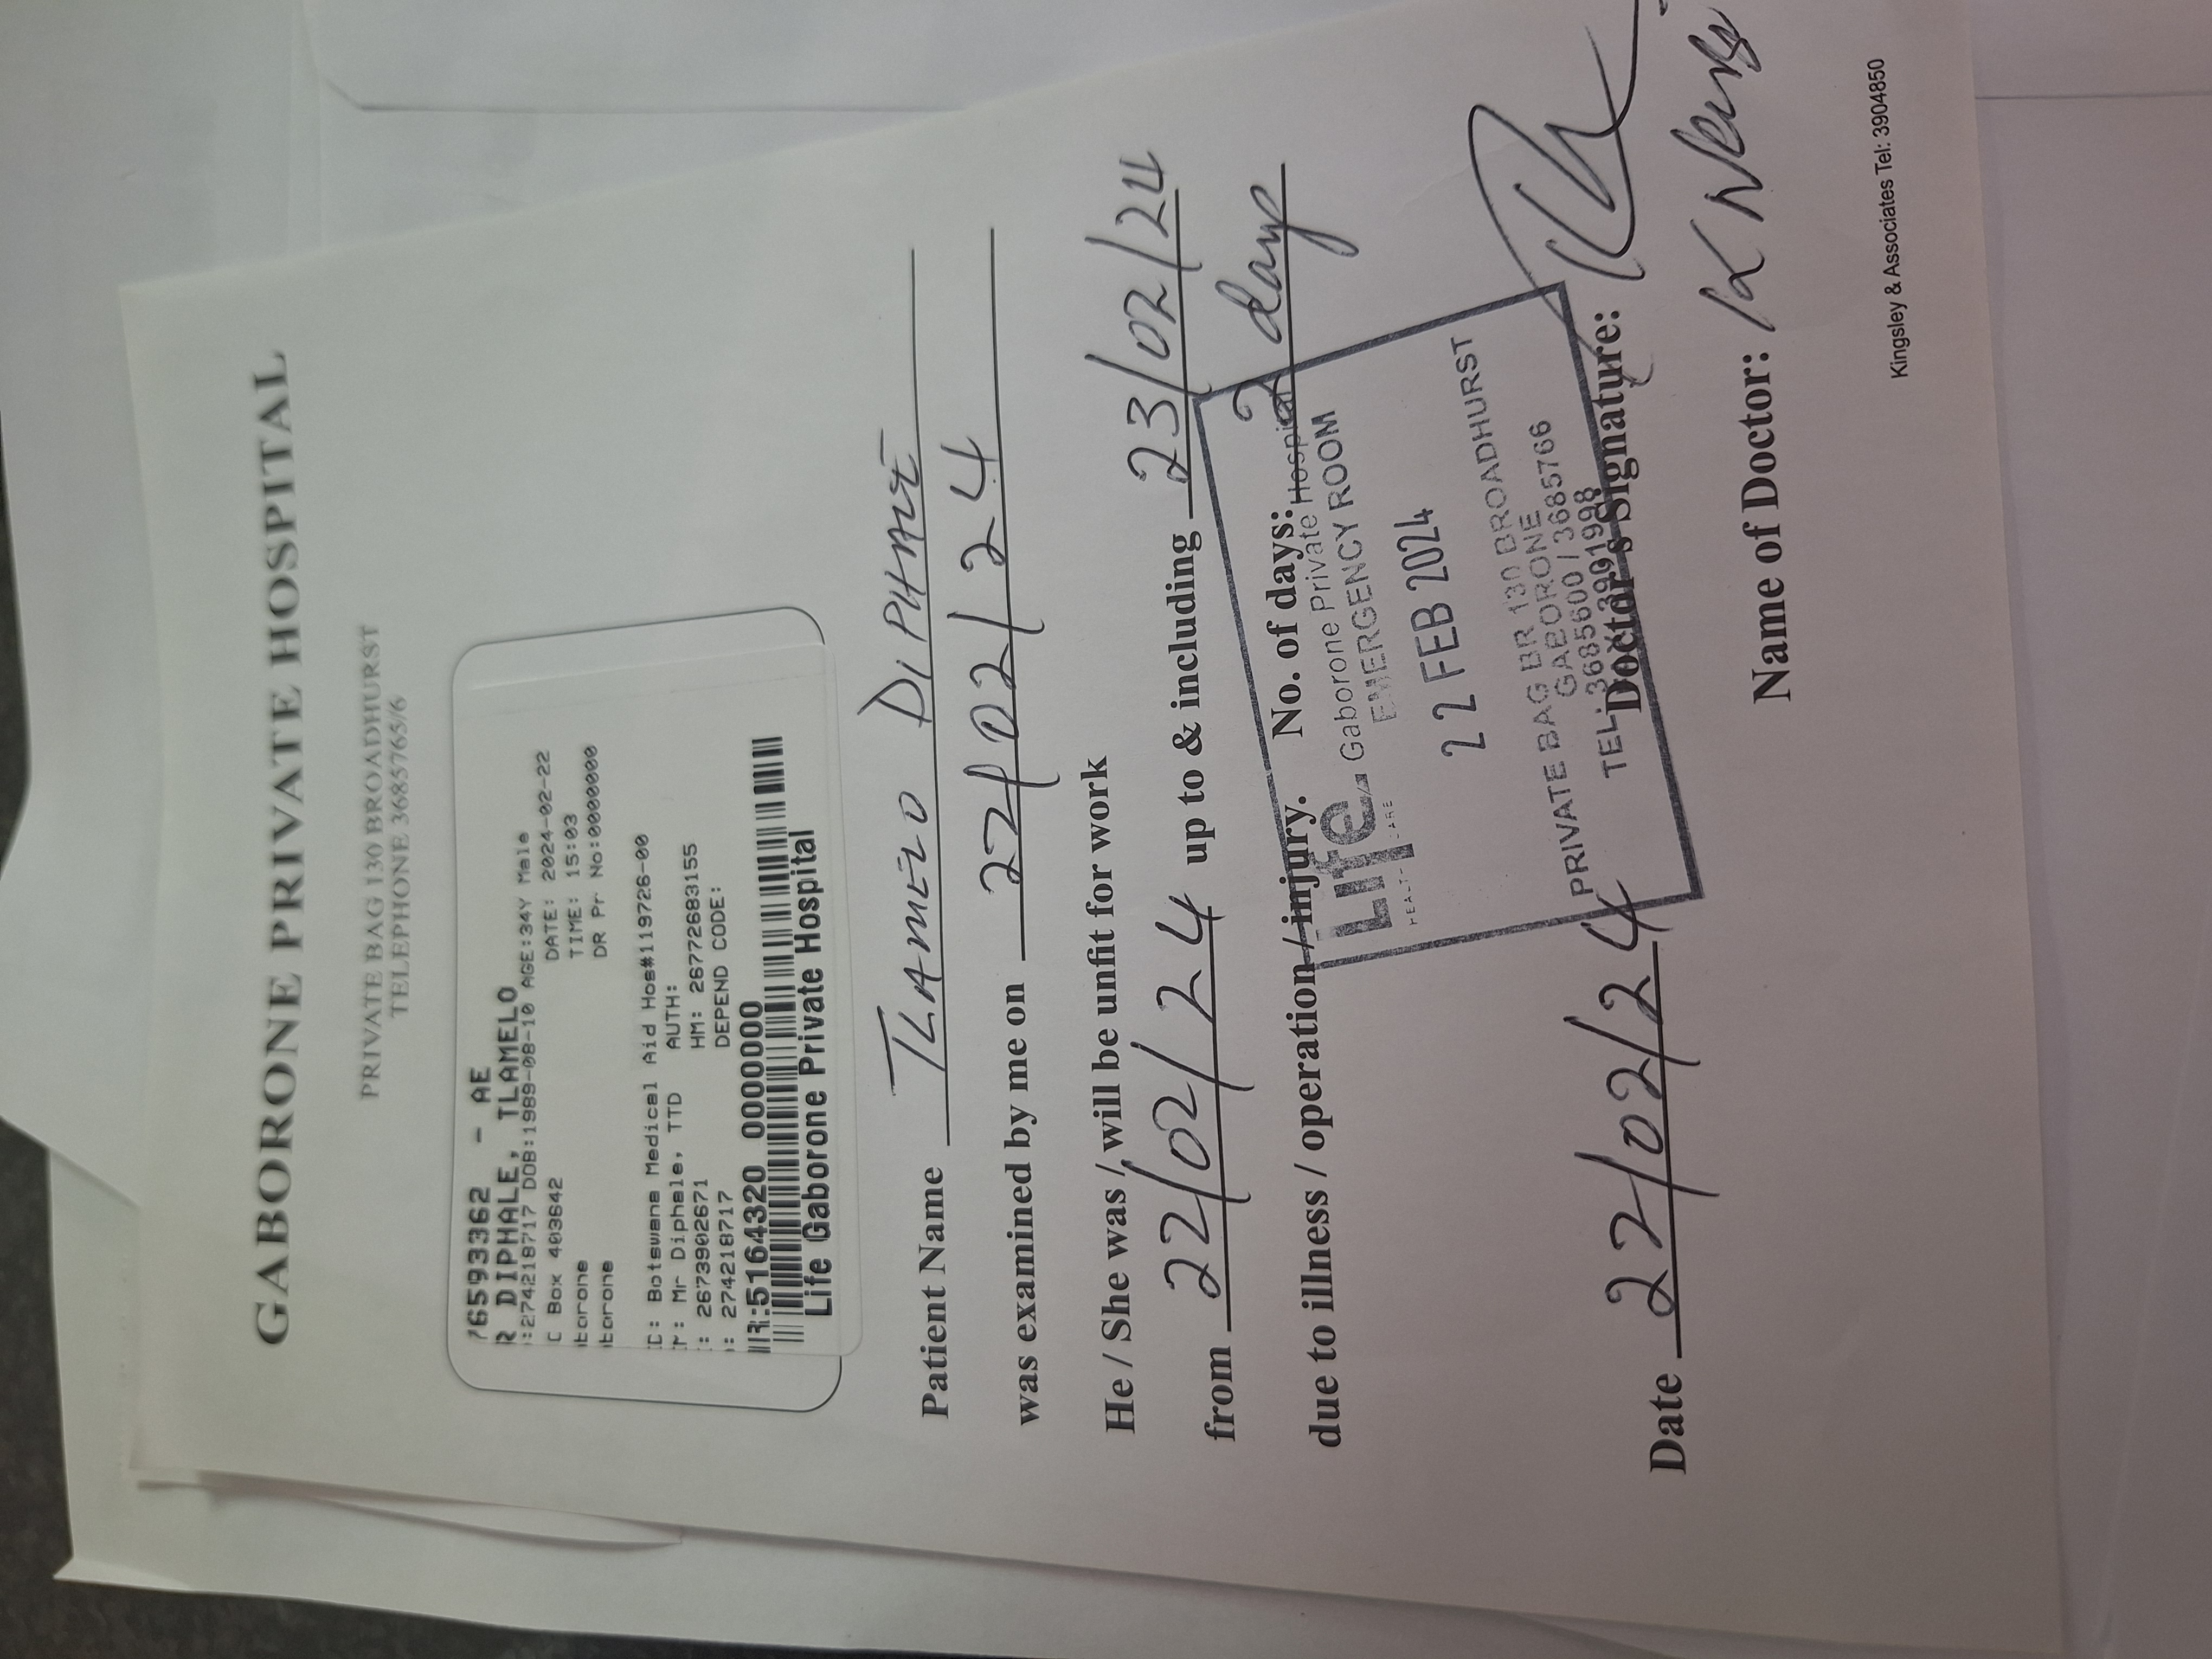 GABORONE PRIVATE HOSPITAL
PRIVATE BAG 130 BROADHURST
TELEPHONE 3685765/6
76593362 - AE
R DIPHALE, TLAMELO
:274218717 DOB:1989-08-10 AGE:34Y Male
C Box 403642 DATE: 2024-02-22
borone TIME: 15:03
borone DR Pr No:0000000
C: Botswana Medical Aid Hos#119726-00
: Mr Diphale, TTD AUTH:
: 2673902671 HM: 26772683155
: 274218717 DEPEND CODE:
:5164320 0000000
Life Gaborone Private Hospital
Patient Name TLAMELO DIPHALE
was examined by me on 22/02/24
He / She was / will be unfit for work
from 22/02/24 up to & including 23/02/24
due to illness / operation / injury. No. of days: 2 days
Life Gaborone Private Hospital
HEALTH CARE EMERGENCY ROOM
22 FEB 2024
PRIVATE BAG BR 130 BROADHURST
GABORONE
TEL: 3685600 / 3685766
3901998
Date 22/02/24 Doctor's Signature:
Name of Doctor: K
Kingsley & Associates Tel: 3904850